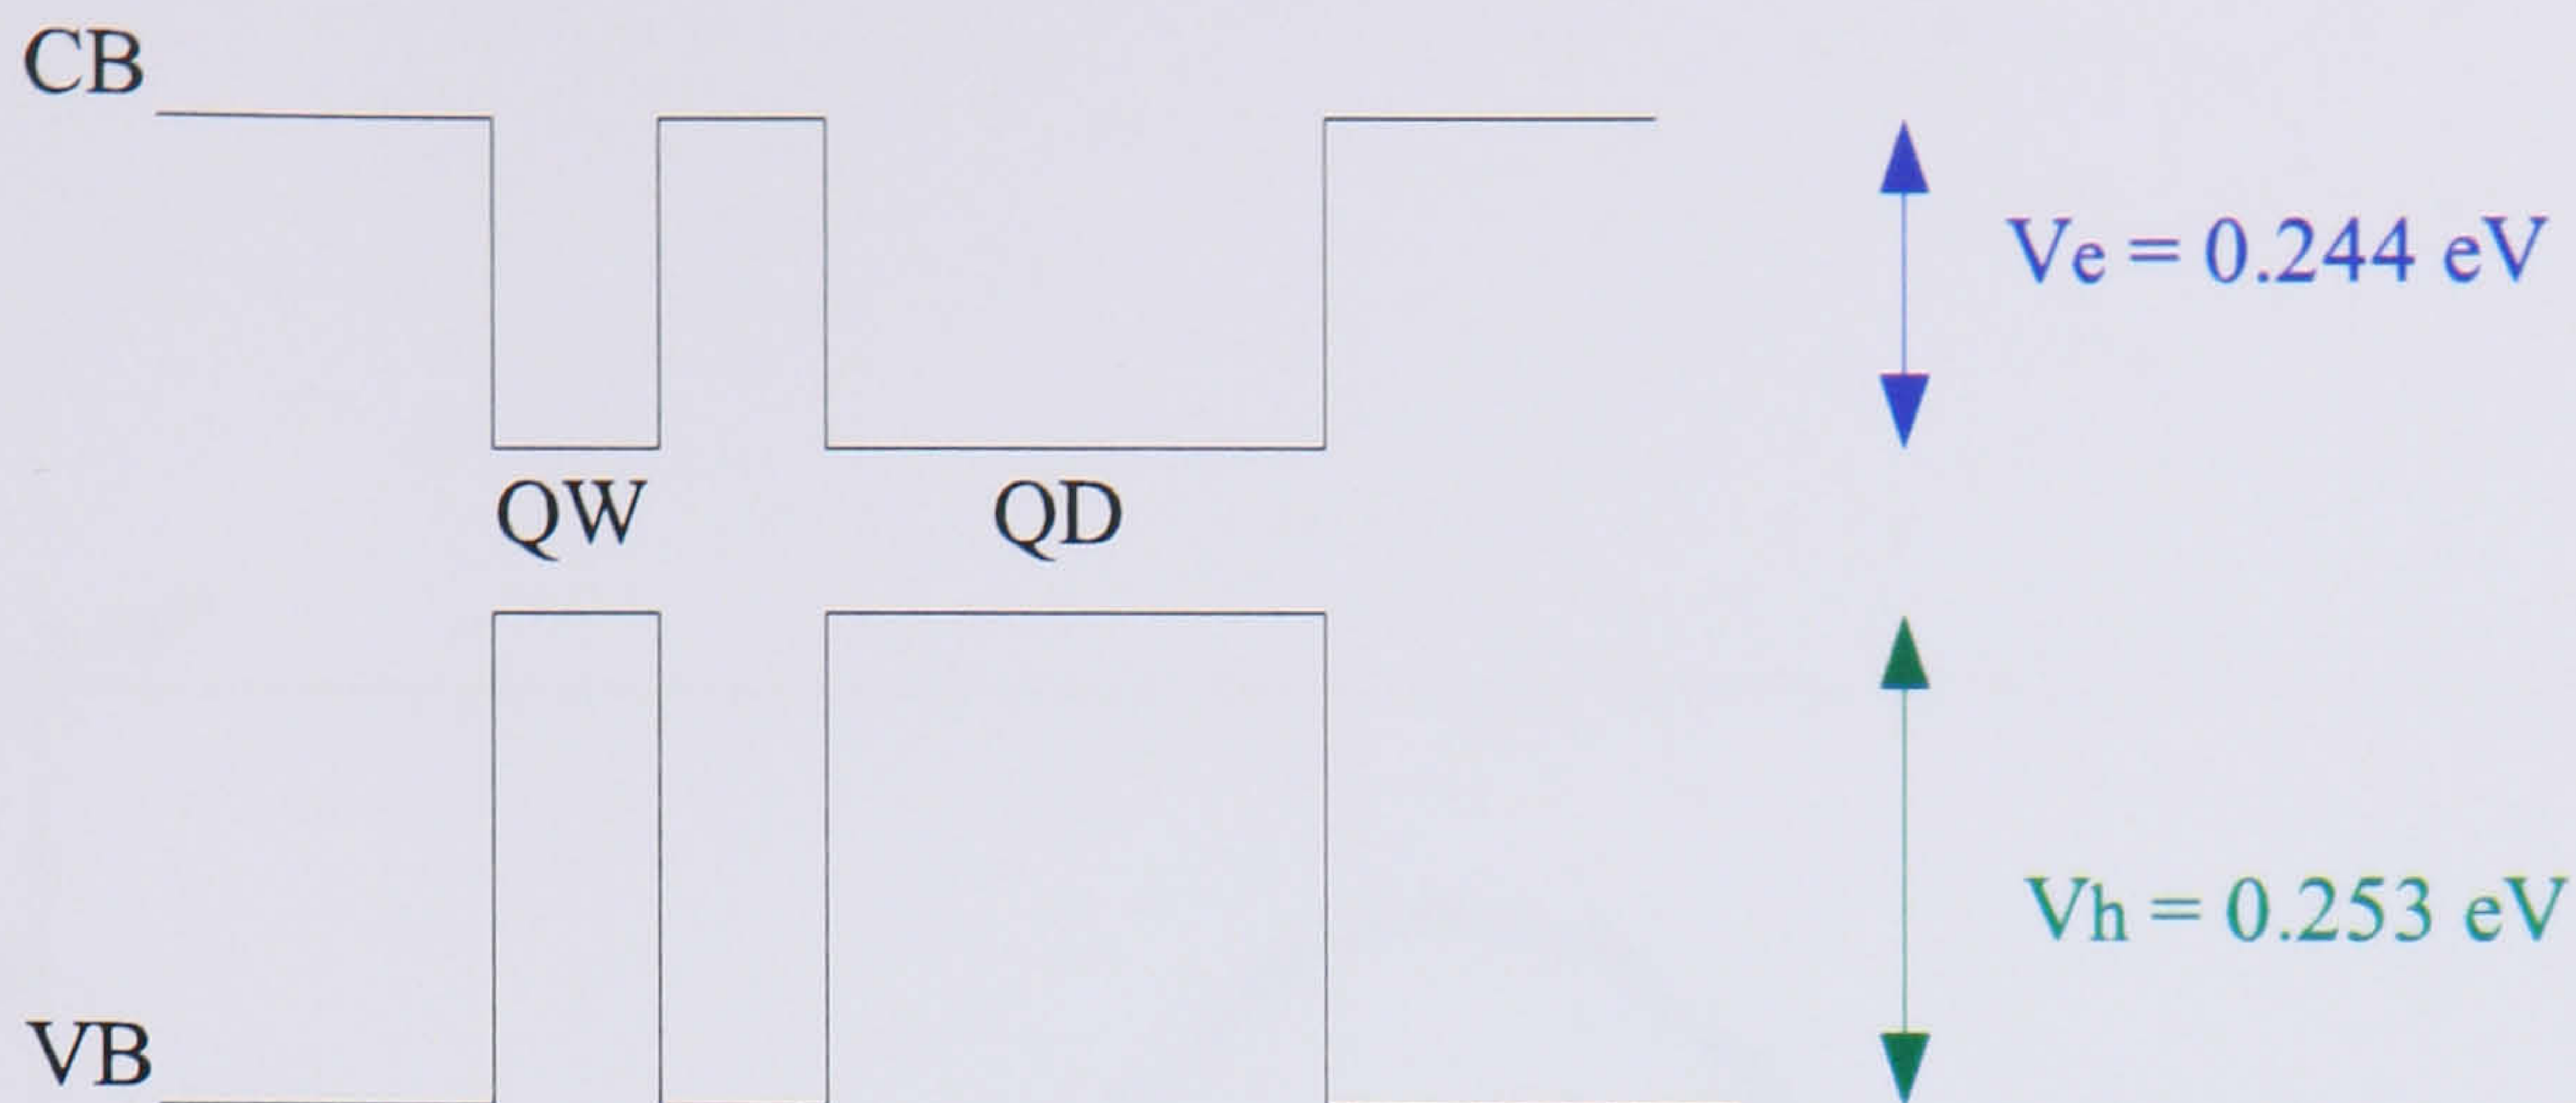 CB
Ve = 0.244 eV
QW
QD
Vh = 0.253 eV
VB